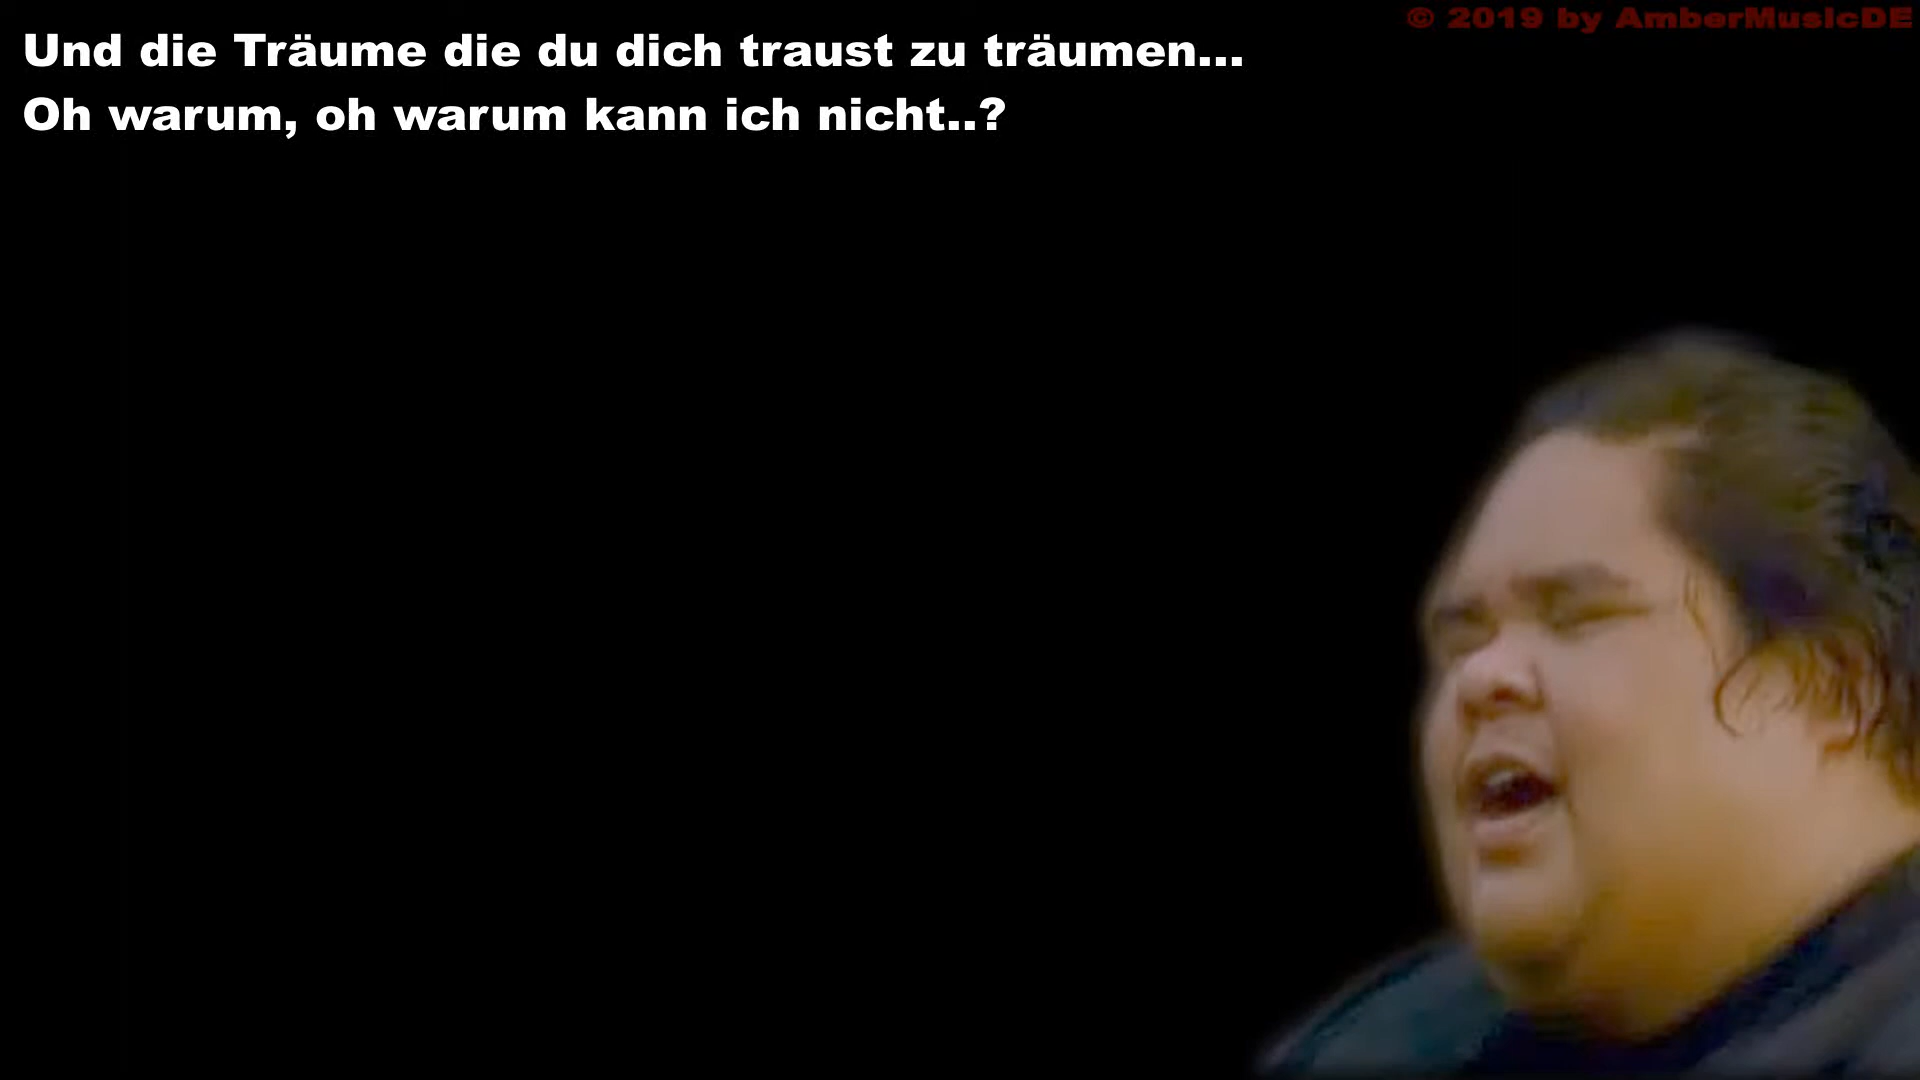 © 2019 by AmberMusicDE
Und die Träume die du dich traust zu träumen...
Oh warum, oh warum kann ich nicht..?